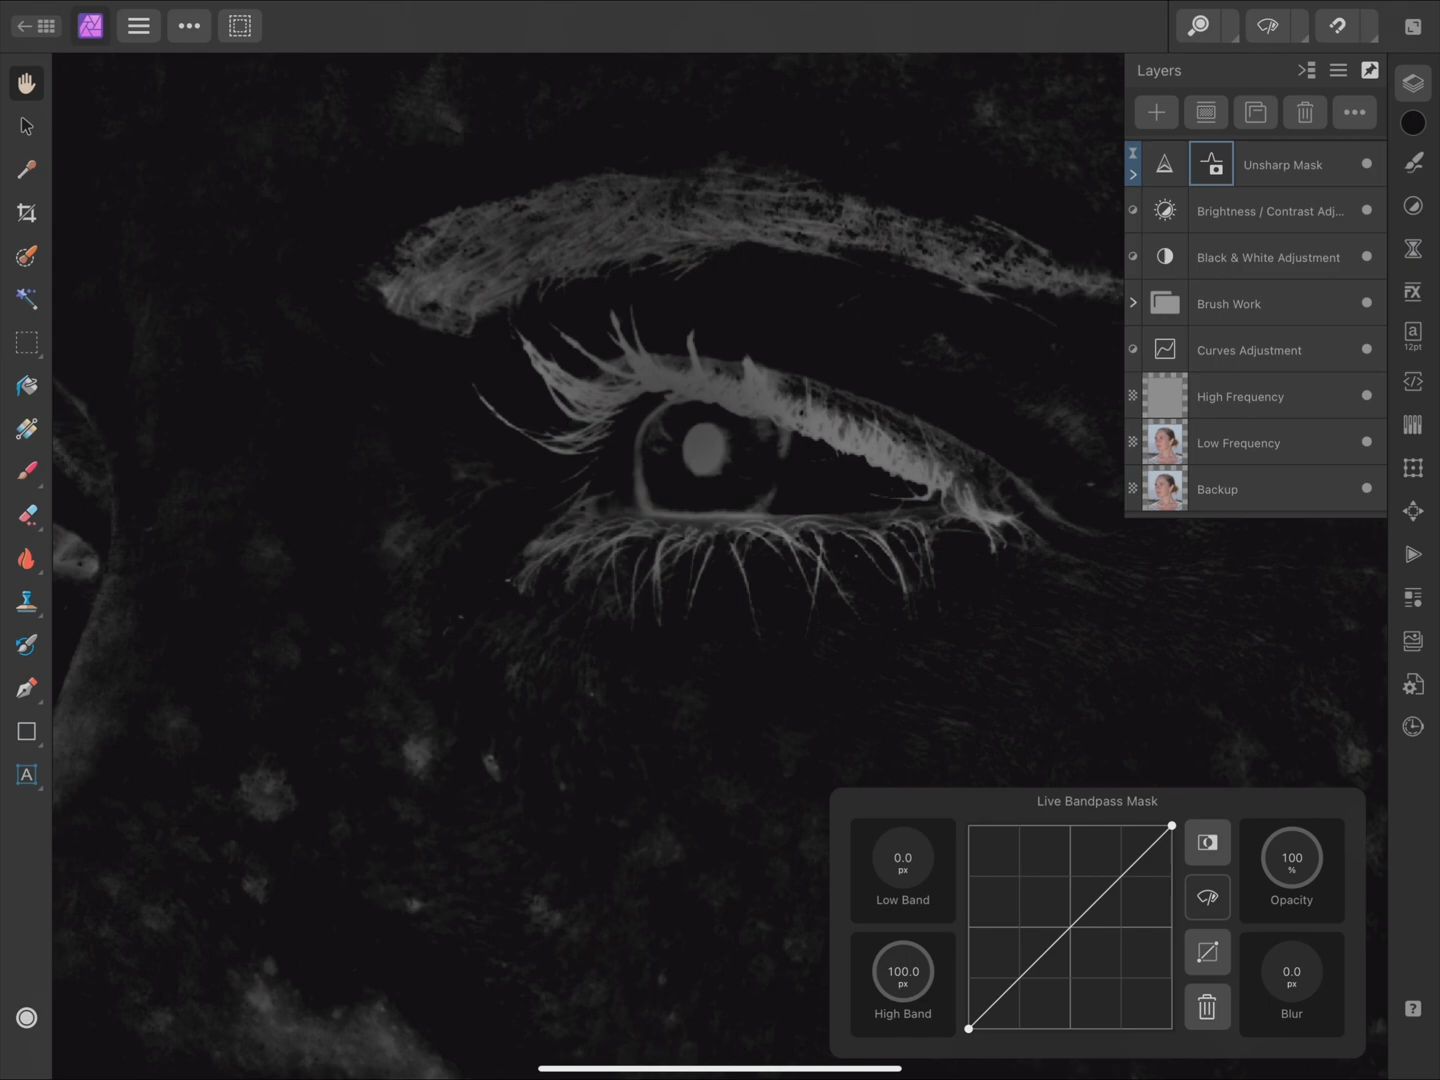 Layers
Unsharp Mask
Brightness / Contrast Adj...
Black & White Adjustment
Brush Work
Curves Adjustment
High Frequency
Low Frequency
Backup
a
12pt
A
Live Bandpass Mask
0.0
px
Low Band
100.0
px
High Band
100
%
Opacity
0.0
px
Blur
FX
?